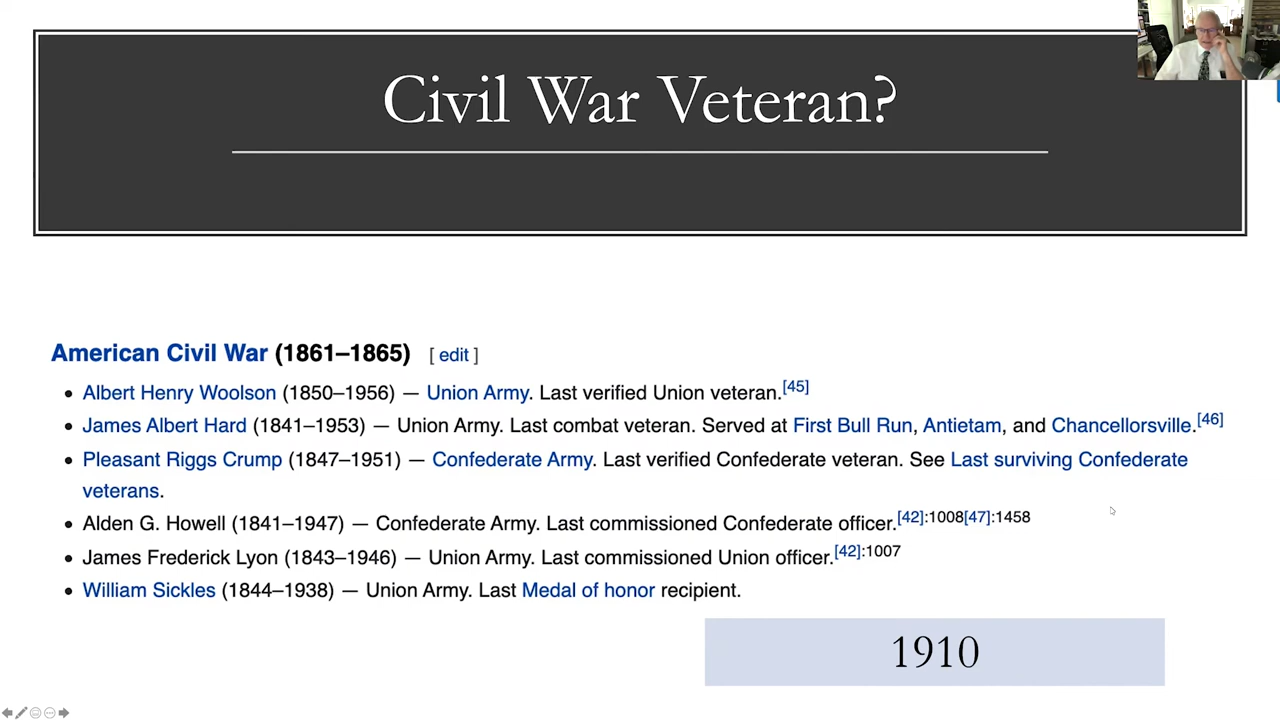 Civil War Veteran?
American Civil War (1861–1865) [ edit ]
• Albert Henry Woolson (1850–1956) — Union Army. Last verified Union veteran.[45]
• James Albert Hard (1841–1953) — Union Army. Last combat veteran. Served at First Bull Run, Antietam, and Chancellorsville.[46]
• Pleasant Riggs Crump (1847–1951) — Confederate Army. Last verified Confederate veteran. See Last surviving Confederate
veterans.
• Alden G. Howell (1841–1947) — Confederate Army. Last commissioned Confederate officer.[42]:1008[47]:1458
• James Frederick Lyon (1843–1946) — Union Army. Last commissioned Union officer.[42]:1007
• William Sickles (1844–1938) — Union Army. Last Medal of honor recipient.
1910